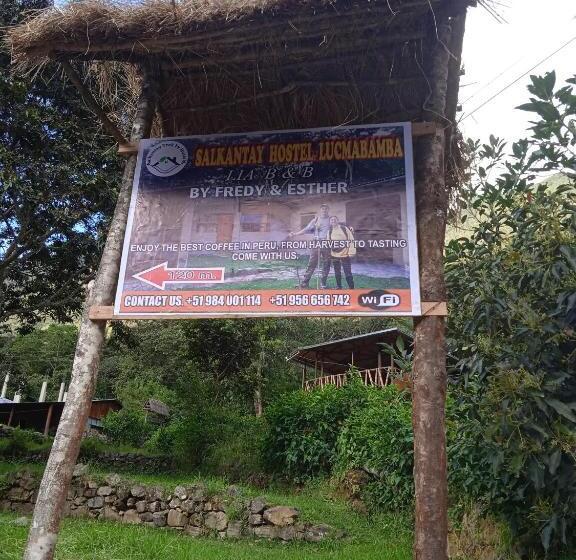 SALKANTAY HOSTEL LUCMABAMBA
LIA B & B
BY FREDY & ESTHER
ENJOY THE BEST COFFEE IN PERU, FROM HARVEST TO TASTING
COME WITH US.
120 m.
CONTACT US. +51 984 001 114 +51 956 656 742 WiFi